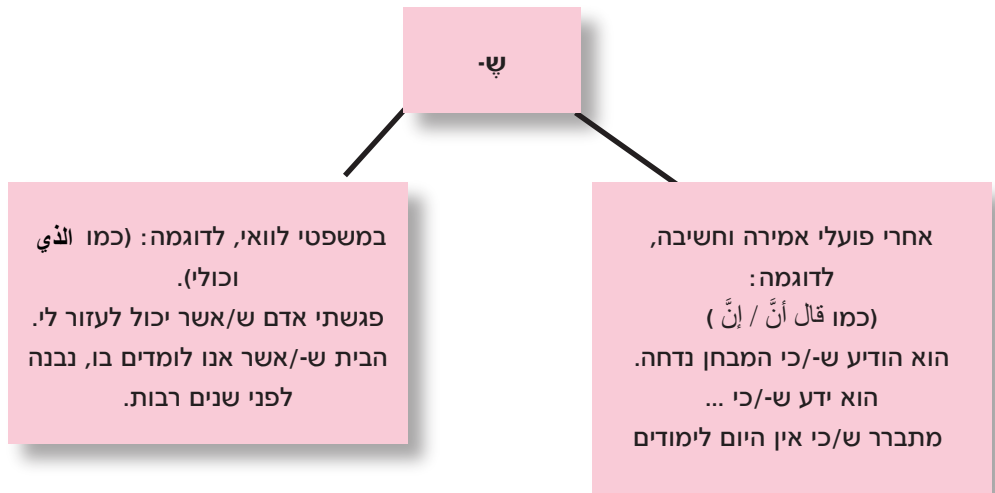 שֶ-
אחרי פועלי אמירה וחשיבה,
לדוגמה:
(כמו قال أنَّ / إنَّ )
הוא הודיע ש-/כי המבחן נדחה.
הוא ידע ש-/כי ...
מתברר ש/כי אין היום לימודים
במשפטי לוואי, לדוגמה: (כמו الذي
וכולי).
פגשתי אדם ש/אשר יכול לעזור לי.
הבית ש-/אשר אנו לומדים בו, נבנה
לפני שנים רבות.